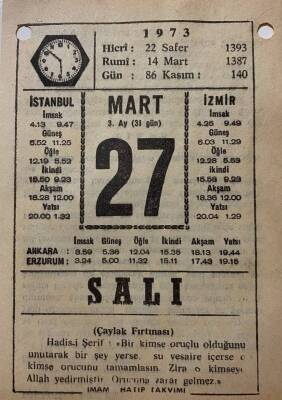 1973
Hicrî : 22 Safer 1393
Rumî : 14 Mart 1387
Gün : 86 Kasım : 140
İSTANBUL
İmsak
4.13 9.47
Güneş
5.52 11.25
Öğle
12.19 5.52
İkindi
15.50 9.23
Akşam
18.28 12.00
Yatsı
20.00 1.32
MART
3. Ay (31 gün)
27
İZMİR
İmsak
4.25 9.49
Güneş
6.03 11.29
Öğle
12.28 5.53
İkindi
15.58 9.23
Akşam
18.36 12.00
Yatsı
20.04 1.29
İmsak Güneş Öğle İkindi Akşam Yatsı
ANKARA : 3.59 5.36 12.04 15.35 18.13 19.44
ERZURUM : 3.24 5.00 11.32 15.11 17.43 19.15
SALI
(Çaylak Fırtınası)
Hadis-i Şerif : «Bir kimse oruçlu olduğunu
unutarak bir şey yerse, su vesaire içerse o
kimse orucunu tamamlasın. Zira o kimseye
Allah yedirmiştir. Orucuna zarar gelmez.»
İMAM HATİP TAKVİMİ